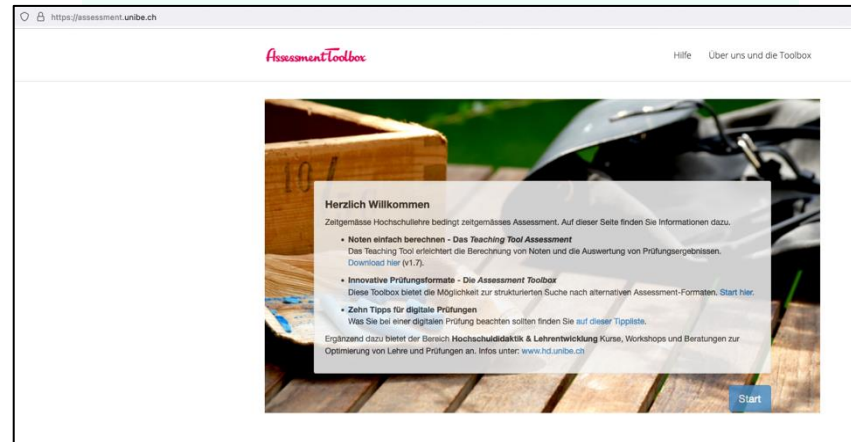 https://assessment.unibe.ch
AssessmentToolbox
Hilfe Über uns und die Toolbox
10/
Herzlich Willkommen
Zeitgemässe Hochschullehre bedingt zeitgemässes Assessment. Auf dieser Seite finden Sie Informationen dazu.
• Noten einfach berechnen - Das Teaching Tool Assessment
Das Teaching Tool erleichtert die Berechnung von Noten und die Auswertung von Prüfungsergebnissen.
Download hier (v1.7).
• Innovative Prüfungsformate - Die Assessment Toolbox
Diese Toolbox bietet die Möglichkeit zur strukturierten Suche nach alternativen Assessment-Formaten. Start hier.
• Zehn Tipps für digitale Prüfungen
Was Sie bei einer digitalen Prüfung beachten sollten finden Sie auf dieser Tippliste.
Ergänzend dazu bietet der Bereich Hochschuldidaktik & Lehrentwicklung Kurse, Workshops und Beratungen zur
Optimierung von Lehre und Prüfungen an. Infos unter: www.hd.unibe.ch
Start